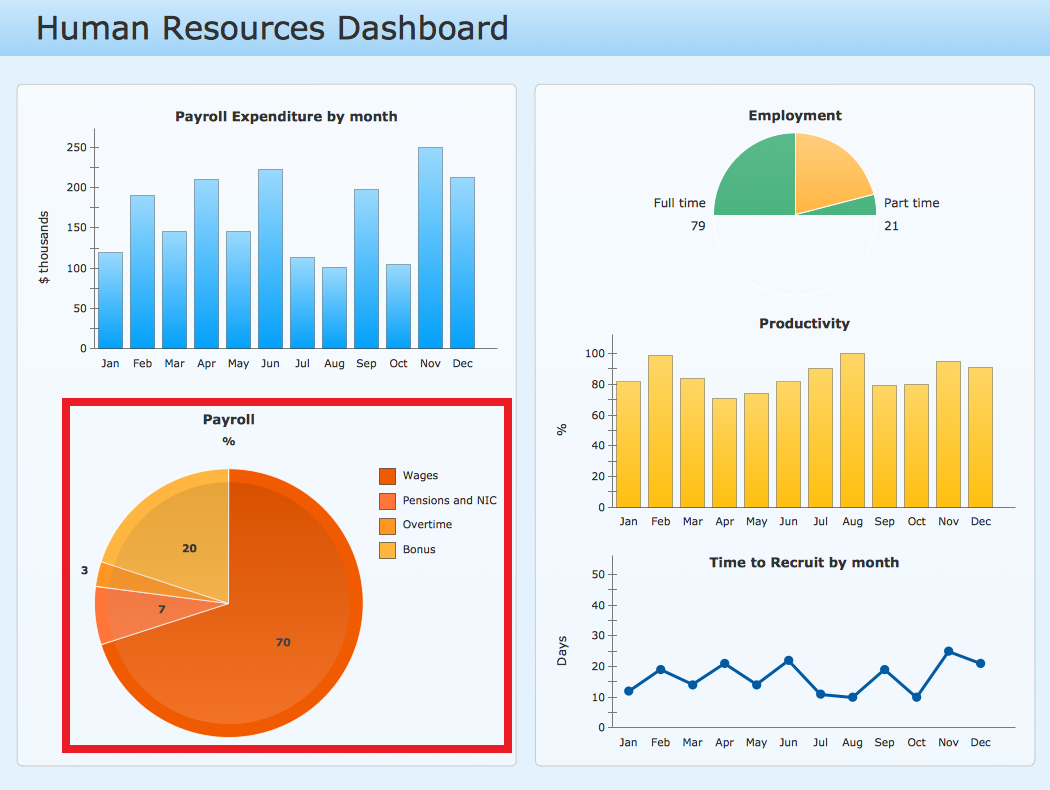 Human Resources Dashboard
Payroll Expenditure by month
$ thousands
250
200
150
100
50
0
Jan Feb Mar Apr May Jun Jul Aug Sep Oct Nov Dec
Payroll
%
Wages
Pensions and NIC
Overtime
Bonus
20
3
7
70
Employment
Full time
79
Part time
21
Productivity
%
100
80
60
40
20
0
Jan Feb Mar Apr May Jun Jul Aug Sep Oct Nov Dec
Time to Recruit by month
Days
50
40
30
20
10
0
Jan Feb Mar Apr May Jun Jul Aug Sep Oct Nov Dec